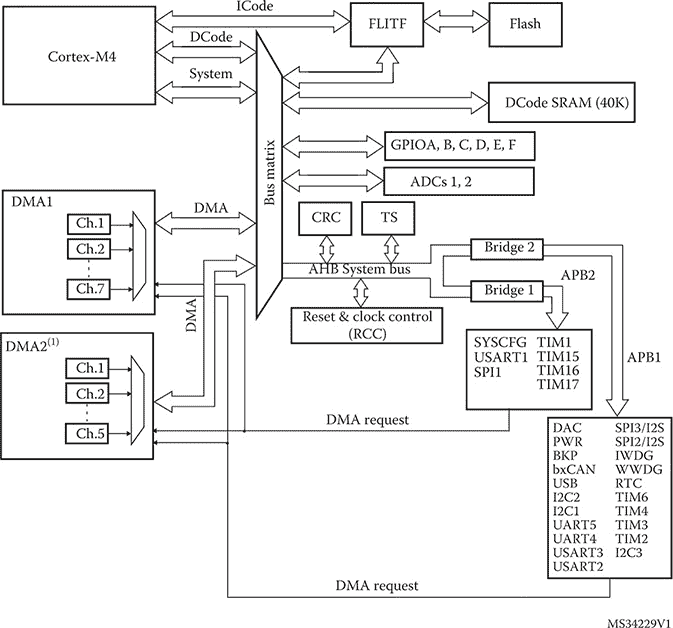 ICode
Cortex-M4
FLITF
Flash
DCode
System
DCode SRAM (40K)
Bus matrix
GPIOA, B, C, D, E, F
ADCs 1, 2
DMA1
Ch.1
Ch.2
Ch.7
DMA
CRC
TS
Bridge 2
AHB System bus
APB2
Bridge 1
Reset & clock control
(RCC)
DMA
DMA2(1)
Ch.1
Ch.2
Ch.5
SYSCFG TIM1
USART1 TIM15
SPI1 TIM16
TIM17
APB1
DMA request
DAC SPI3/I2S
PWR SPI2/I2S
BKP IWDG
bxCAN WWDG
USB RTC
I2C2 TIM6
I2C1 TIM4
UART5 TIM3
UART4 TIM2
USART3 I2C3
USART2
DMA request
MS34229V1